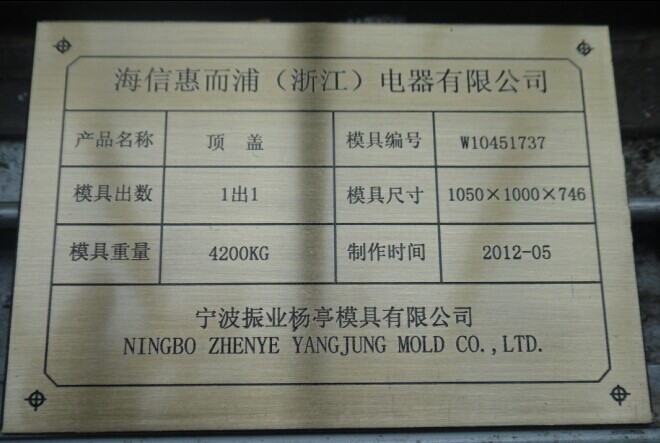 海信惠而浦（浙江）电器有限公司
产品名称 顶 盖 模具编号 W10451737
模具出数 1出1 模具尺寸 1050×1000×746
模具重量 4200KG 制作时间 2012-05
宁波振业杨亭模具有限公司
NINGBO ZHENYE YANGJUNG MOLD CO.,LTD.